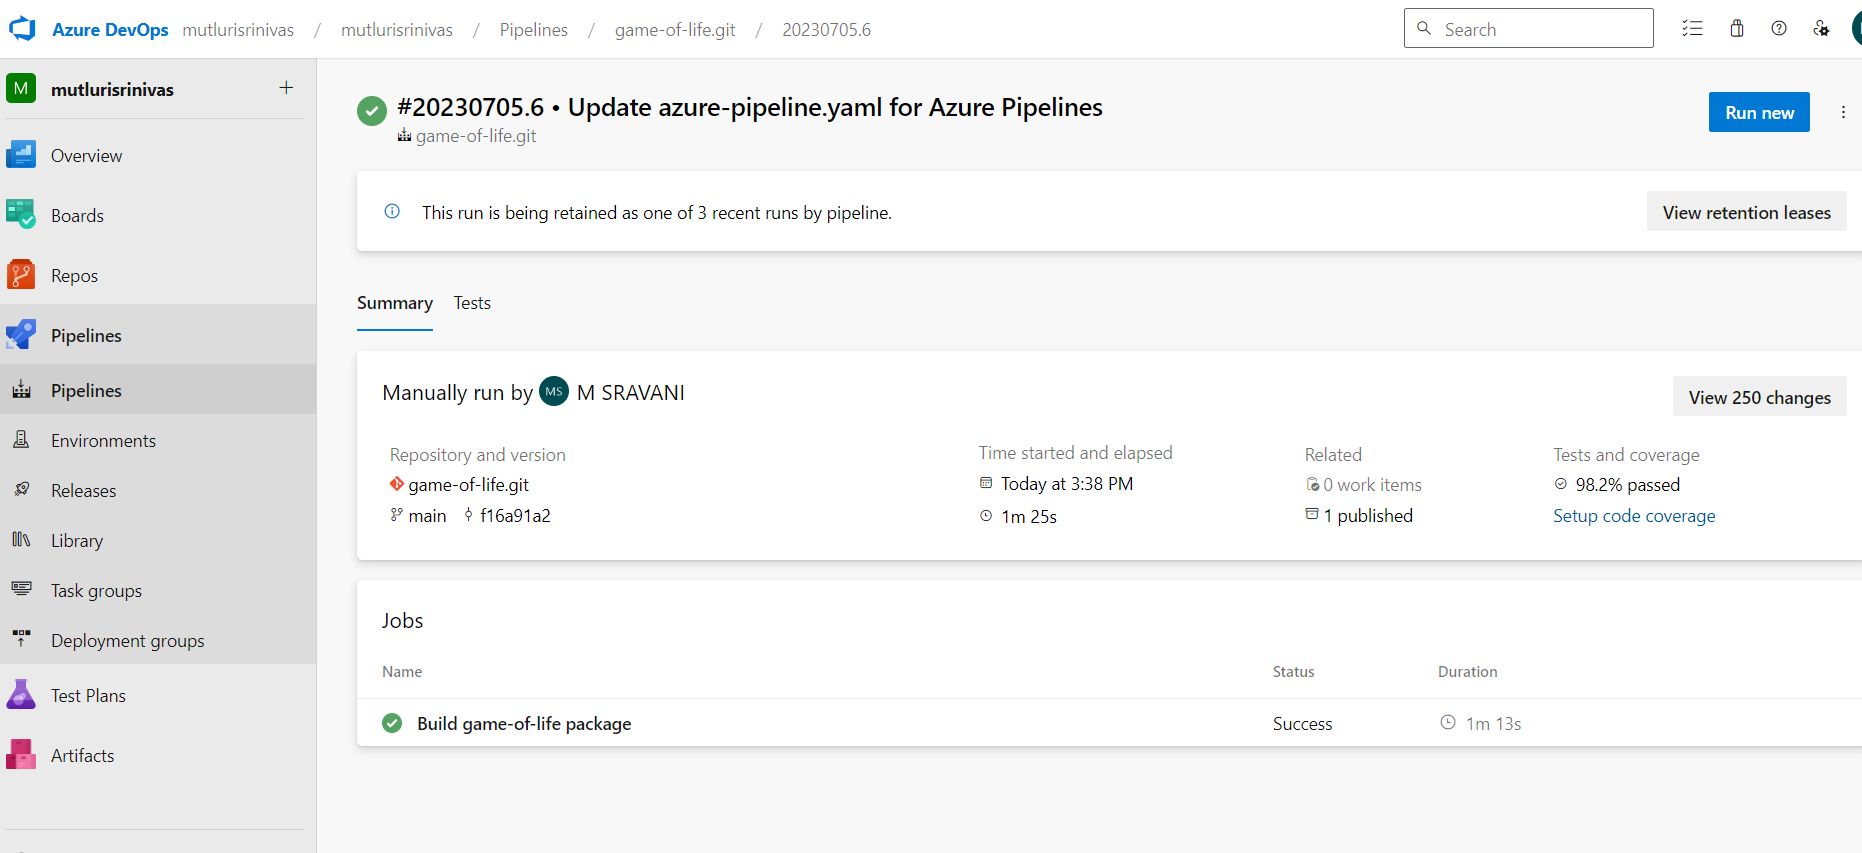 Azure DevOps mutlurisrinivas / mutlurisrinivas / Pipelines / game-of-life.git / 20230705.6
Search
M mutlurisrinivas +
Overview
Boards
Repos
Pipelines
Pipelines
Environments
Releases
Library
Task groups
Deployment groups
Test Plans
Artifacts
#20230705.6 • Update azure-pipeline.yaml for Azure Pipelines
game-of-life.git
Run new
This run is being retained as one of 3 recent runs by pipeline.
View retention leases
Summary Tests
Manually run by MS M SRAVANI
View 250 changes
Repository and version
game-of-life.git
main f16a91a2
Time started and elapsed
Today at 3:38 PM
1m 25s
Related
0 work items
1 published
Tests and coverage
98.2% passed
Setup code coverage
Jobs
Name Status Duration
Build game-of-life package Success 1m 13s